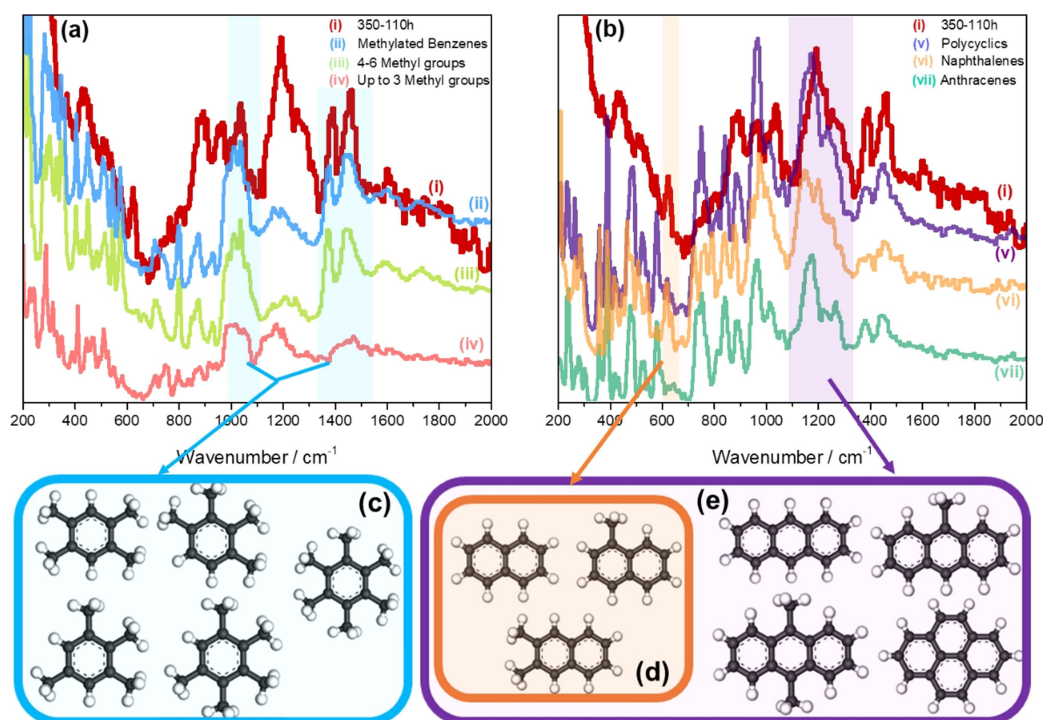 (a)
(i) 350-110h
(ii) Methylated Benzenes
(iii) 4-6 Methyl groups
(iv) Up to 3 Methyl groups
(i)
(ii)
(iii)
(iv)
200 400 600 800 1000 1200 1400 1600 1800 2000
Wavenumber / cm-1
(b)
(i) 350-110h
(v) Polycyclics
(vi) Naphthalenes
(vii) Anthracenes
(i)
(v)
(vi)
(vii)
200 400 600 800 1000 1200 1400 1600 1800 2000
Wavenumber / cm-1
(c)
(d)
(e)